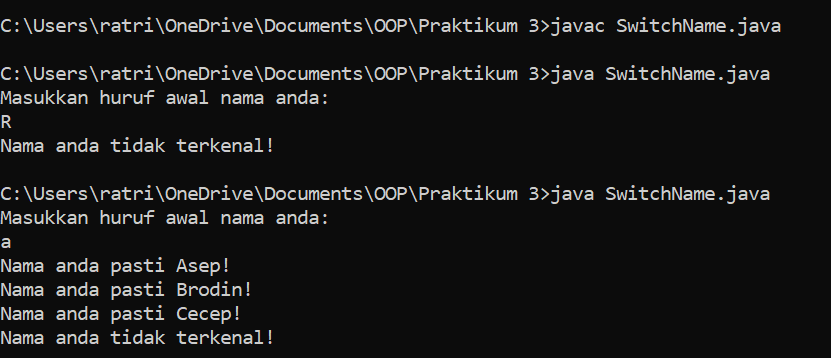 C:\Users\ratri\OneDrive\Documents\OOP\Praktikum 3>javac SwitchName.java
C:\Users\ratri\OneDrive\Documents\OOP\Praktikum 3>java SwitchName.java
Masukkan huruf awal nama anda:
R
Nama anda tidak terkenal!
C:\Users\ratri\OneDrive\Documents\OOP\Praktikum 3>java SwitchName.java
Masukkan huruf awal nama anda:
a
Nama anda pasti Asep!
Nama anda pasti Brodin!
Nama anda pasti Cecep!
Nama anda tidak terkenal!